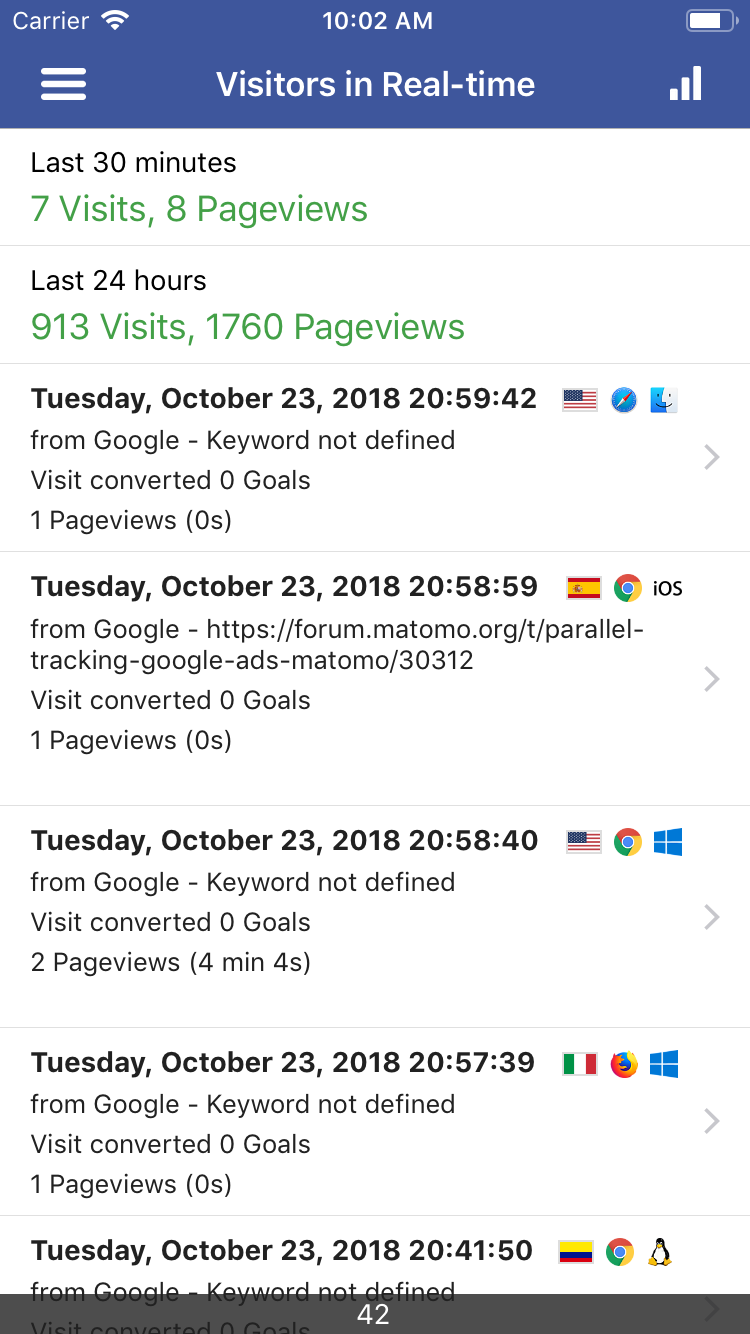 Carrier 10:02 AM
Visitors in Real-time
Last 30 minutes
7 Visits, 8 Pageviews
Last 24 hours
913 Visits, 1760 Pageviews
Tuesday, October 23, 2018 20:59:42
from Google - Keyword not defined
Visit converted 0 Goals
1 Pageviews (0s)
Tuesday, October 23, 2018 20:58:59 iOS
from Google - https://forum.matomo.org/t/parallel-
tracking-google-ads-matomo/30312
Visit converted 0 Goals
1 Pageviews (0s)
Tuesday, October 23, 2018 20:58:40
from Google - Keyword not defined
Visit converted 0 Goals
2 Pageviews (4 min 4s)
Tuesday, October 23, 2018 20:57:39
from Google - Keyword not defined
Visit converted 0 Goals
1 Pageviews (0s)
Tuesday, October 23, 2018 20:41:50
from Google - Keyword not defined
42
Visit converted 0 Goals